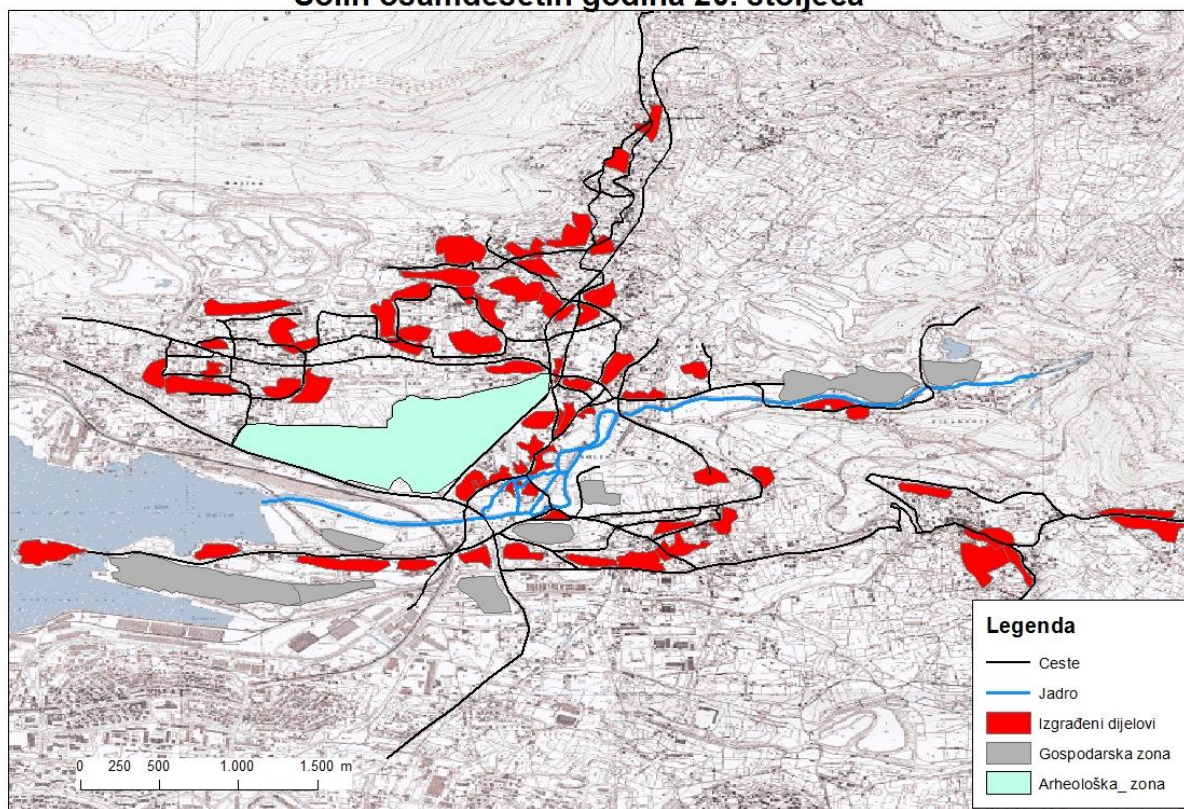 Solin osamdesetih godina 20. stoljeća
Legenda
Ceste
Jadro
Izgrađeni dijelovi
Gospodarska zona
Arheološka_ zona
0 250 500 1.000 1.500 m